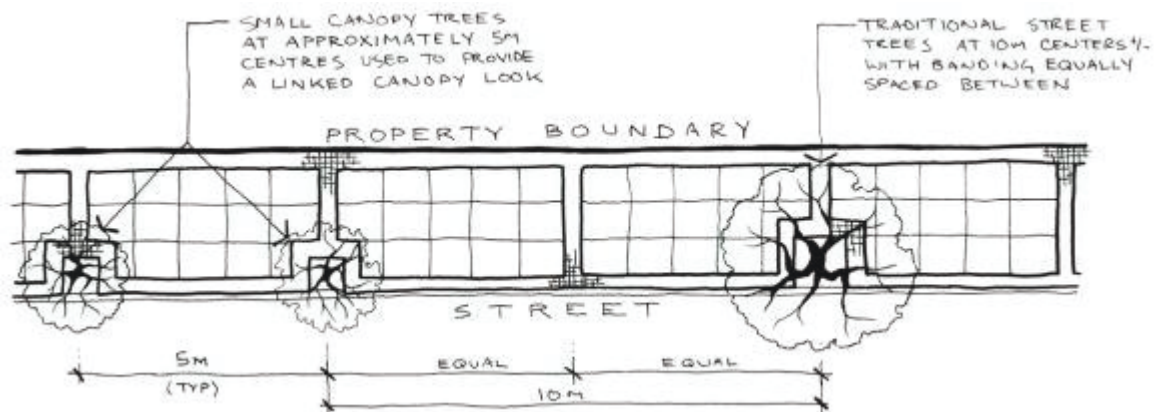 SMALL CANOPY TREES
AT APPROXIMATELY 5M
CENTRES USED TO PROVIDE
A LINKED CANOPY LOOK
TRADITIONAL STREET
TREES AT 10M CENTERS +/-
WITH BANDING EQUALLY
SPACED BETWEEN
PROPERTY BOUNDARY
STREET
5M
(TYP)
EQUAL
EQUAL
10M